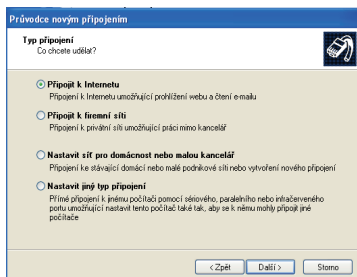 Průvodce novým připojením
Typ připojení
Co chcete udělat?
Připojit k Internetu
Připojení k Internetu umožňující prohlížení webu a čtení e-mailu
Připojit k firemní síti
Připojení k privátní síti umožňující práci mimo kancelář
Nastavit síť pro domácnost nebo malou kancelář
Připojení ke stávající domácí nebo malé podnikové síti nebo vytvoření nového připojení
Nastavit jiný typ připojení
Přímé připojení k jinému počítači pomocí sériového, paralelního nebo infračerveného
portu umožňující nastavit tento počítač také tak, aby se k němu mohly připojit jiné
počítače
< Zpět
Další >
Storno